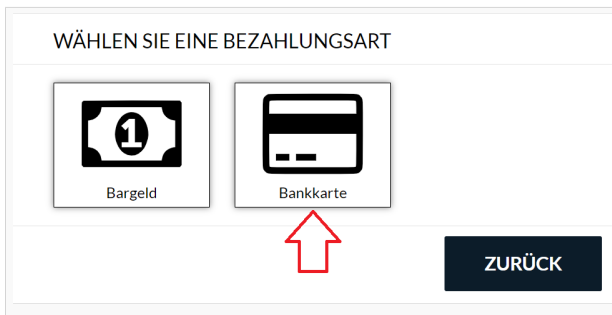 WÄHLEN SIE EINE BEZAHLUNGSART
1
Bargeld
Bankkarte
ZURÜCK